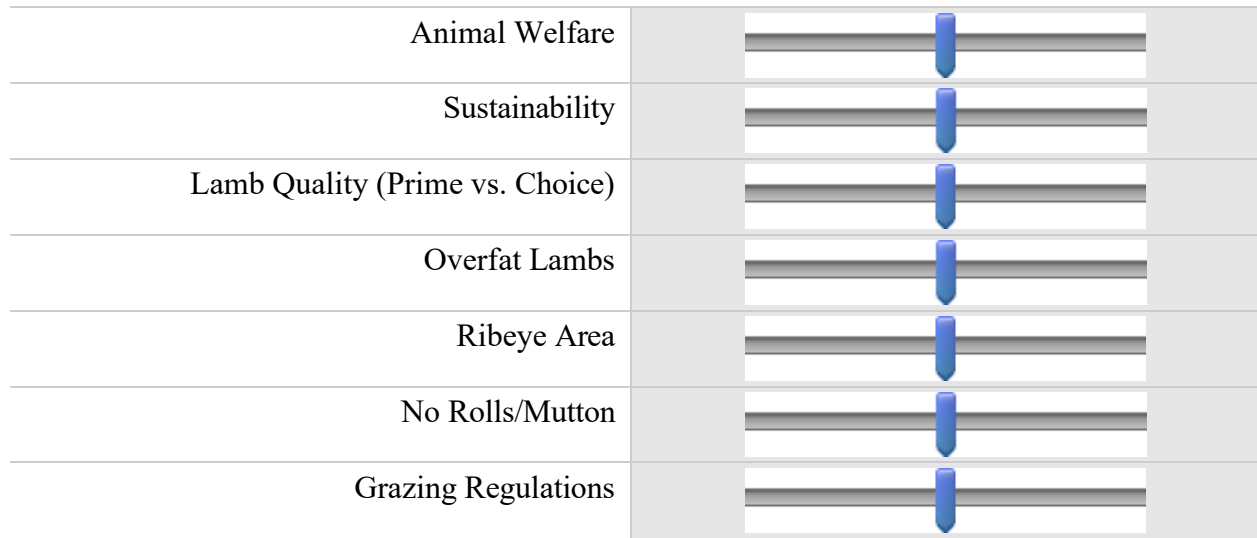 Animal Welfare
Sustainability
Lamb Quality (Prime vs. Choice)
Overfat Lambs
Ribeye Area
No Rolls/Mutton
Grazing Regulations